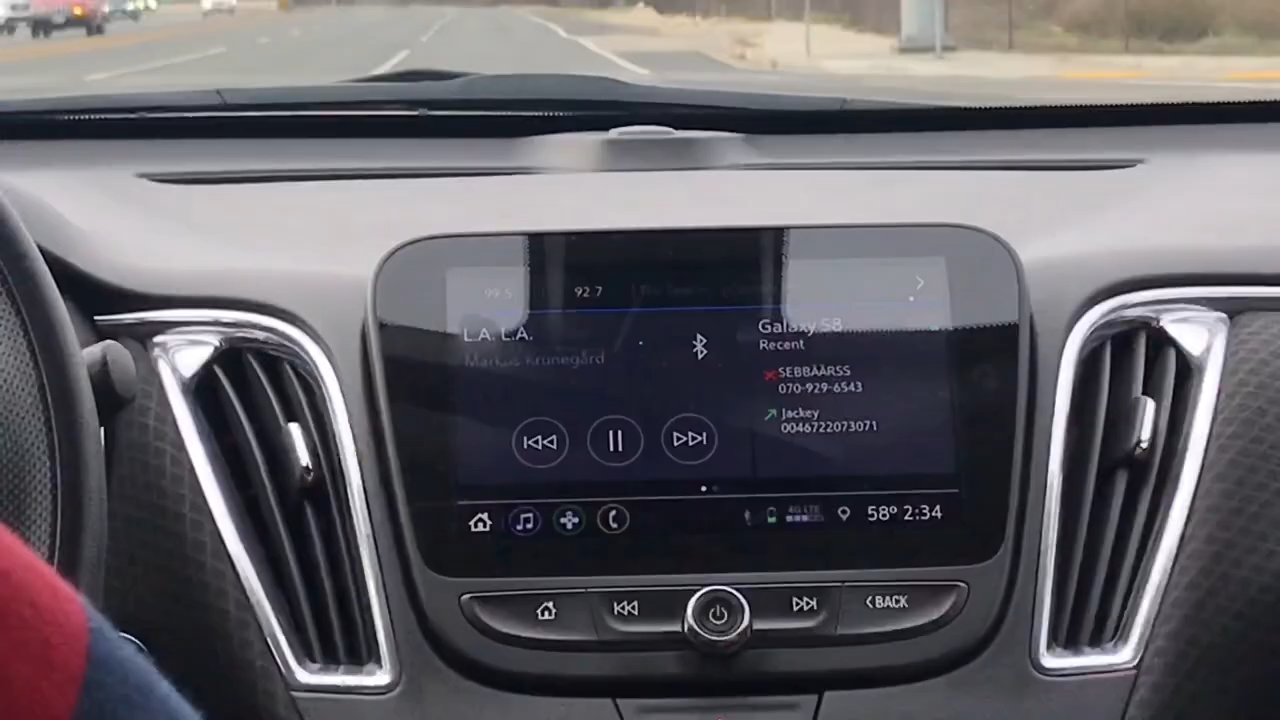 99.5 92.7
L.A. L.A.
Markus Krunegård
Galaxy S8
Recent
SEBBÄÄRSS
070-929-6543
Jackey
0046722073071
4G LTE
58° 2:34
BACK